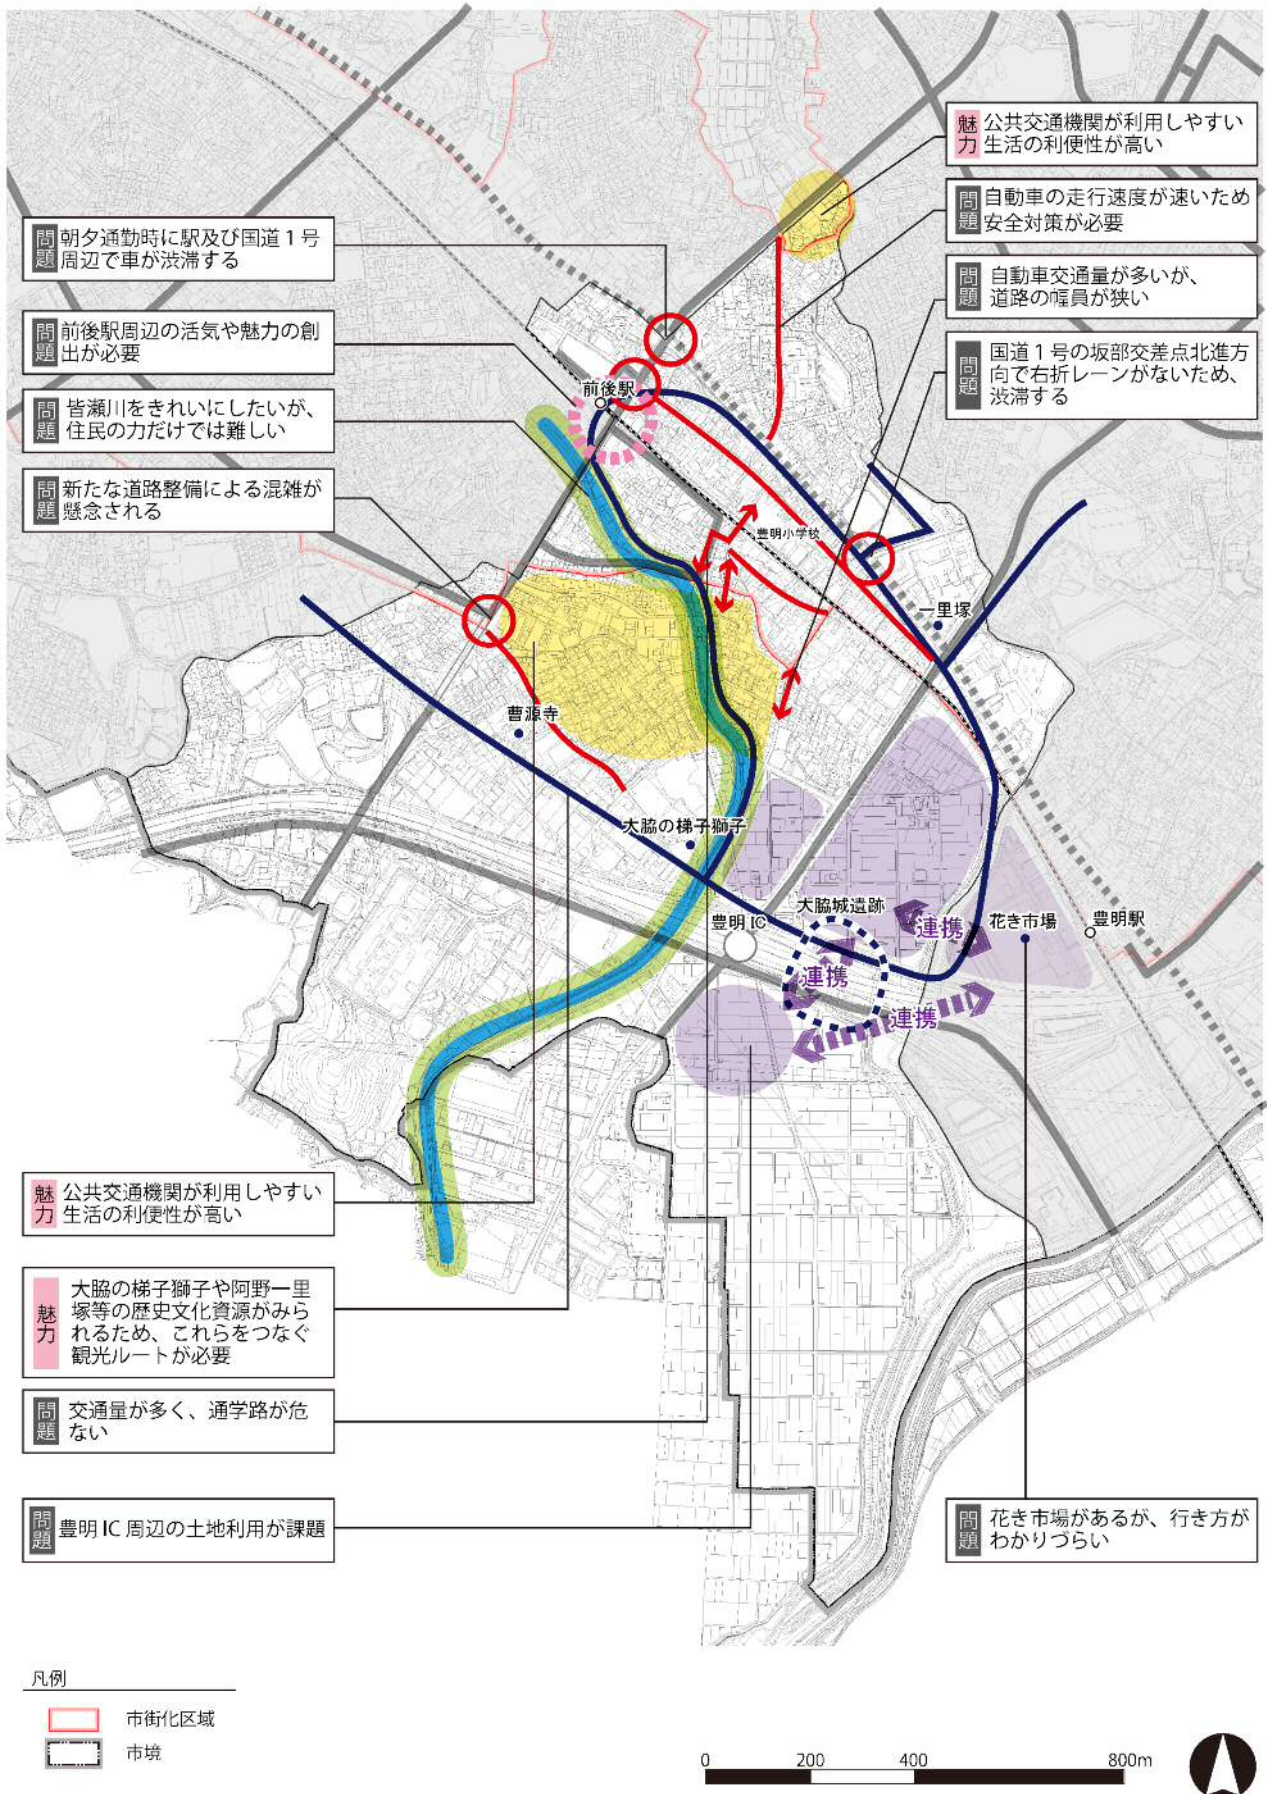 魅力 公共交通機関が利用しやすい
生活の利便性が高い
問題 自動車の走行速度が速いため
安全対策が必要
問題 自動車交通量が多いが、
道路の幅員が狭い
問題 国道1号の坂部交差点北進方
向で右折レーンがないため、
渋滞する
問題 朝夕通勤時に駅及び国道1号
周辺で車が渋滞する
問題 前後駅周辺の活気や魅力の創
出が必要
問題 皆瀬川をきれいにしたいが、
住民の力だけでは難しい
問題 新たな道路整備による混雑が
懸念される
前後駅
豊明小学校
一里塚
曹源寺
大脇の梯子獅子
豊明 IC
大脇城遺跡
連携
花き市場
豊明駅
連携
連携
魅力 公共交通機関が利用しやすい
生活の利便性が高い
魅力 大脇の梯子獅子や阿野一里
塚等の歴史文化資源がみら
れるため、これらをつなぐ
観光ルートが必要
問題 交通量が多く、通学路が危
ない
問題 豊明 IC 周辺の土地利用が課題
問題 花き市場があるが、行き方が
わかりづらい
凡例
市街化区域
市境
0 200 400 800m